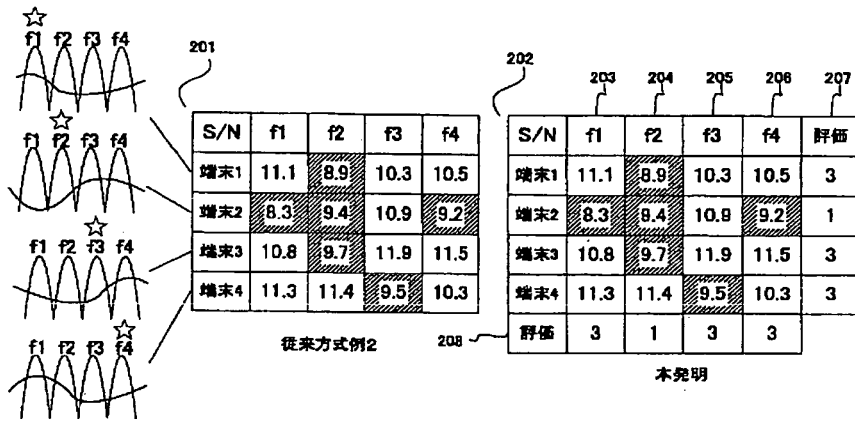 ☆
f1 f2 f3 f4
☆
f1 f2 f3 f4
☆
f1 f2 f3 f4
☆
f1 f2 f3 f4
201
S/N f1 f2 f3 f4
端末1 11.1 8.9 10.3 10.5
端末2 8.3 9.4 10.9 9.2
端末3 10.8 9.7 11.9 11.5
端末4 11.3 11.4 9.5 10.3
従来方式例2
202
203 204 205 206 207
S/N f1 f2 f3 f4 評価
端末1 11.1 8.9 10.3 10.5 3
端末2 8.3 9.4 10.9 9.2 1
端末3 10.8 9.7 11.9 11.5 3
端末4 11.3 11.4 9.5 10.3 3
208
評価 3 1 3 3
本発明